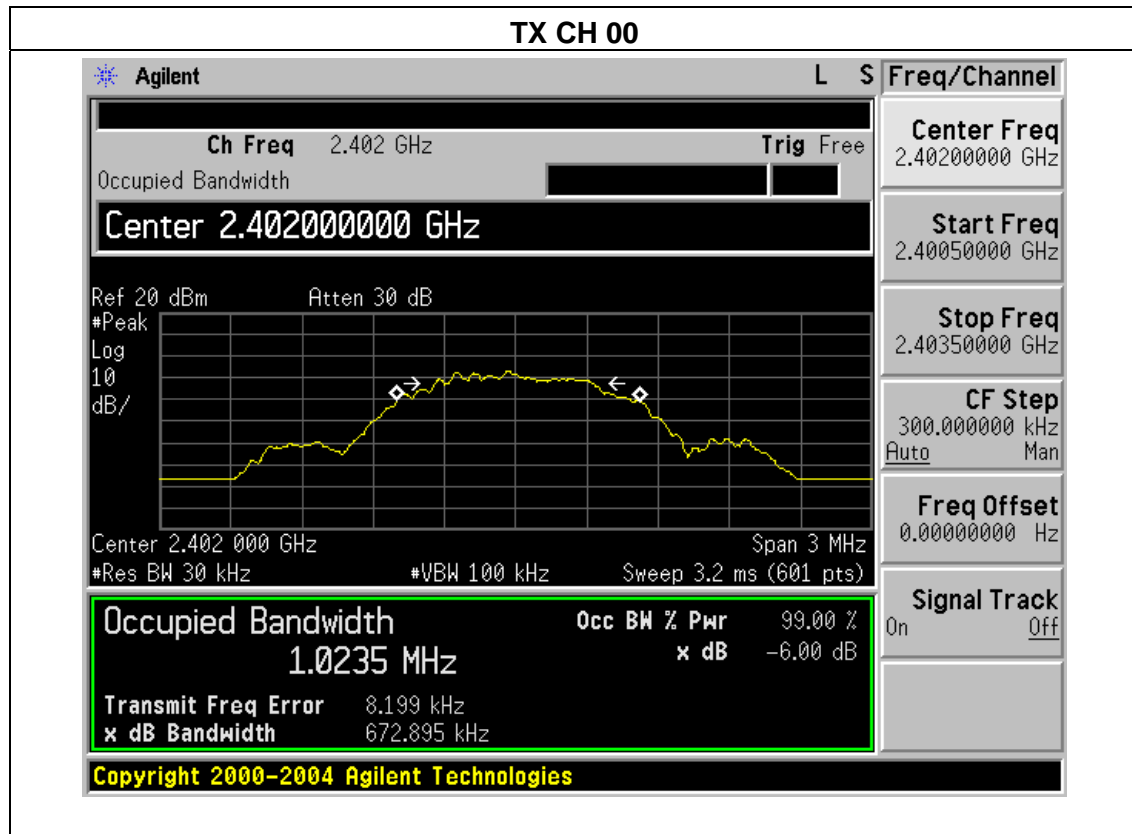 TX CH 00
Agilent L S Freq/Channel
Ch Freq 2.402 GHz Trig Free
Occupied Bandwidth
Center 2.402000000 GHz
Ref 20 dBm Atten 30 dB
#Peak
Log
10
dB/
Center 2.402 000 GHz Span 3 MHz
#Res BW 30 kHz #VBW 100 kHz Sweep 3.2 ms (601 pts)
Occupied Bandwidth Occ BW % Pwr 99.00 %
1.0235 MHz x dB -6.00 dB
Transmit Freq Error 8.199 kHz
x dB Bandwidth 672.895 kHz
Copyright 2000-2004 Agilent Technologies
Center Freq
2.40200000 GHz
Start Freq
2.40050000 GHz
Stop Freq
2.40350000 GHz
CF Step
300.000000 kHz
Auto Man
Freq Offset
0.00000000 Hz
Signal Track
On Off